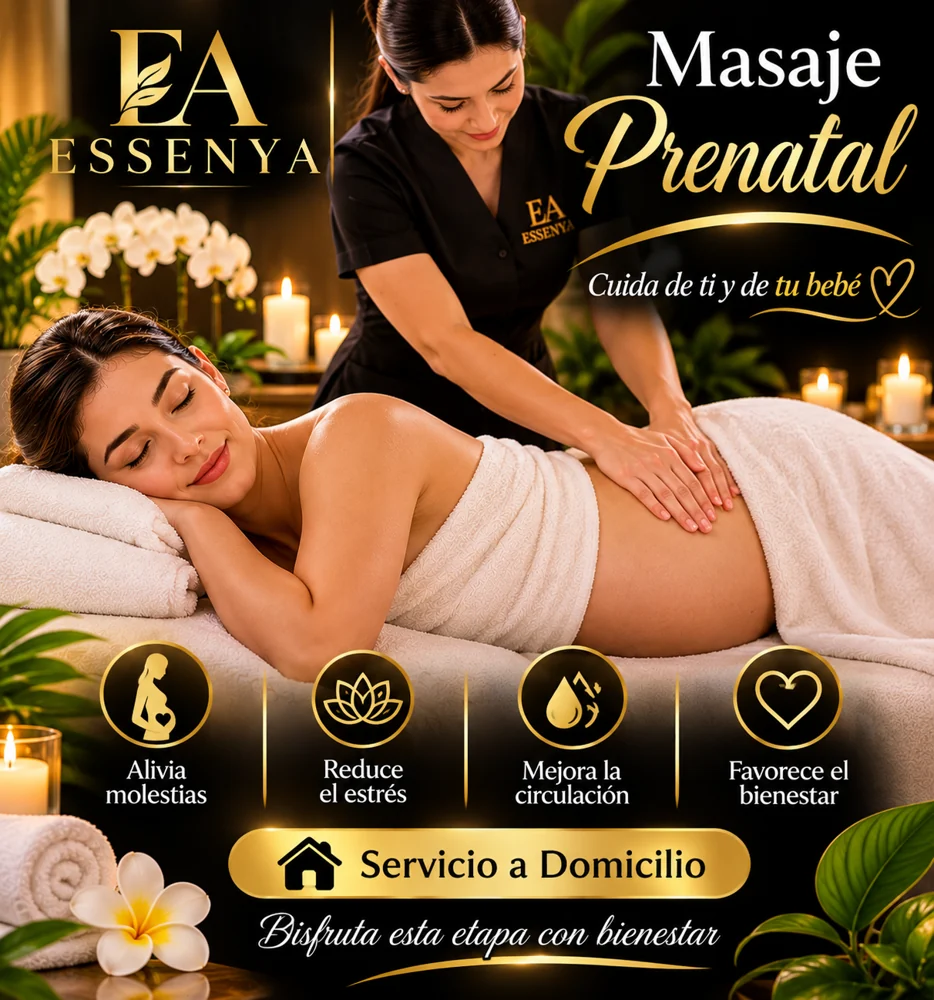 EA
ESSENYA
Masaje
Prenatal
Cuida de ti y de tu bebé
EA
ESSENYA
Alivia
molestias
Reduce
el estrés
Mejora la
circulación
Favorece el
bienestar
Servicio a Domicilio
Disfruta esta etapa con bienestar